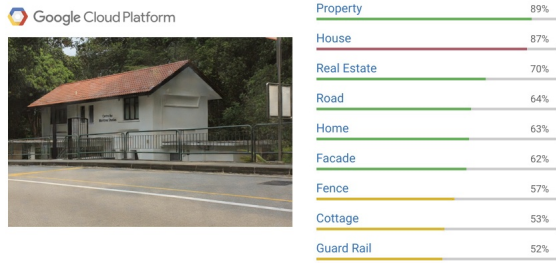 Google Cloud Platform
Property 89%
House 87%
Real Estate 70%
Road 64%
Home 63%
Facade 62%
Fence 57%
Cottage 53%
Guard Rail 52%